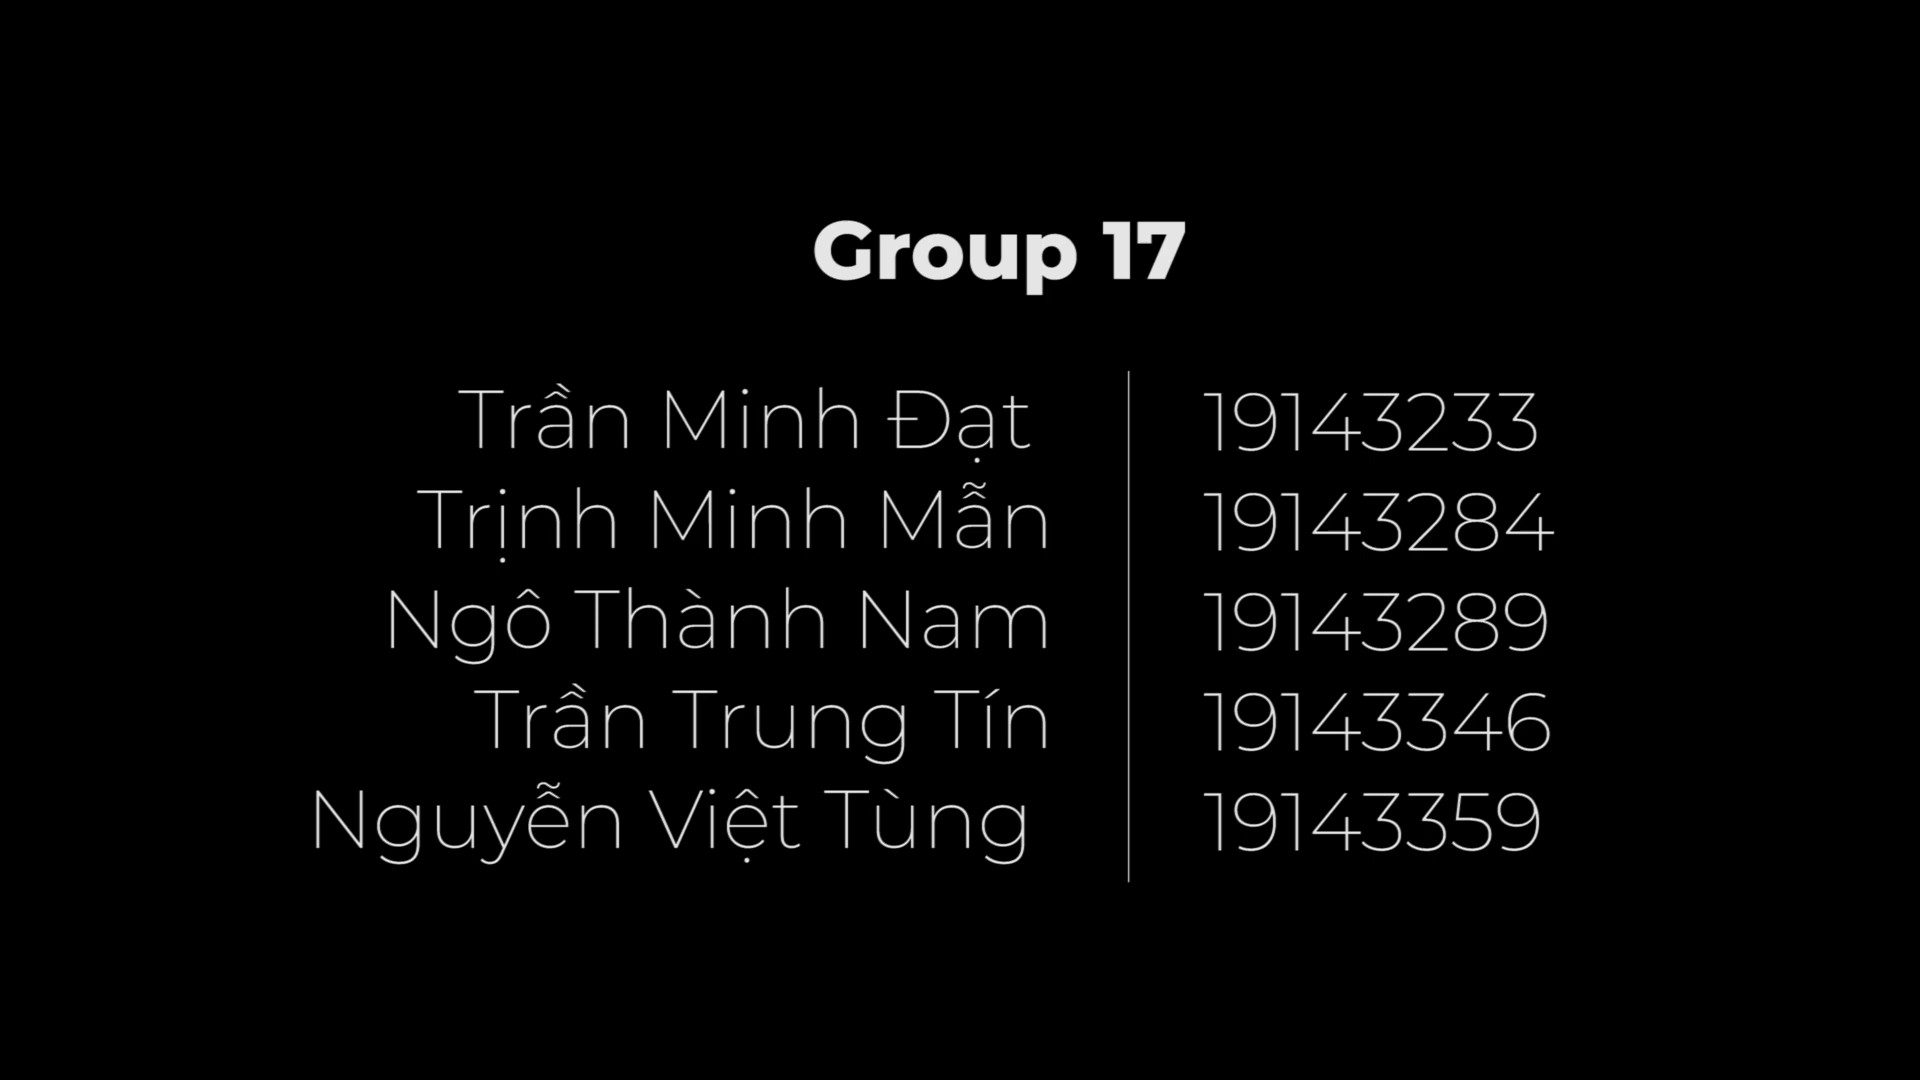 Group 17
Trần Minh Đạt 19143233
Trịnh Minh Mẫn 19143284
Ngô Thành Nam 19143289
Trần Trung Tín 19143346
Nguyễn Việt Tùng 19143359